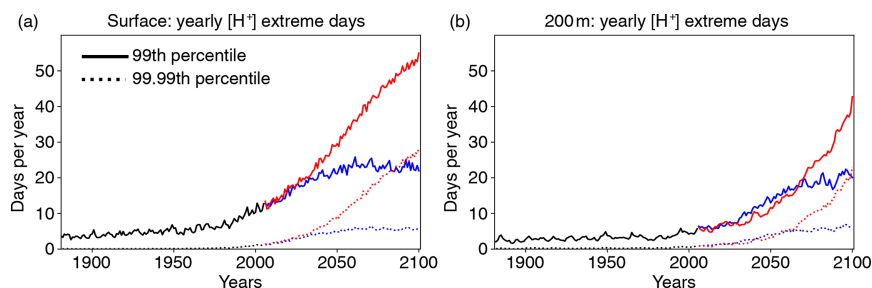 (a) Surface: yearly [H⁺] extreme days
Days per year
50
40
30
20
10
0
99th percentile
99.99th percentile
1900 1950 2000 2050 2100
Years
(b) 200 m: yearly [H⁺] extreme days
Days per year
50
40
30
20
10
0
1900 1950 2000 2050 2100
Years